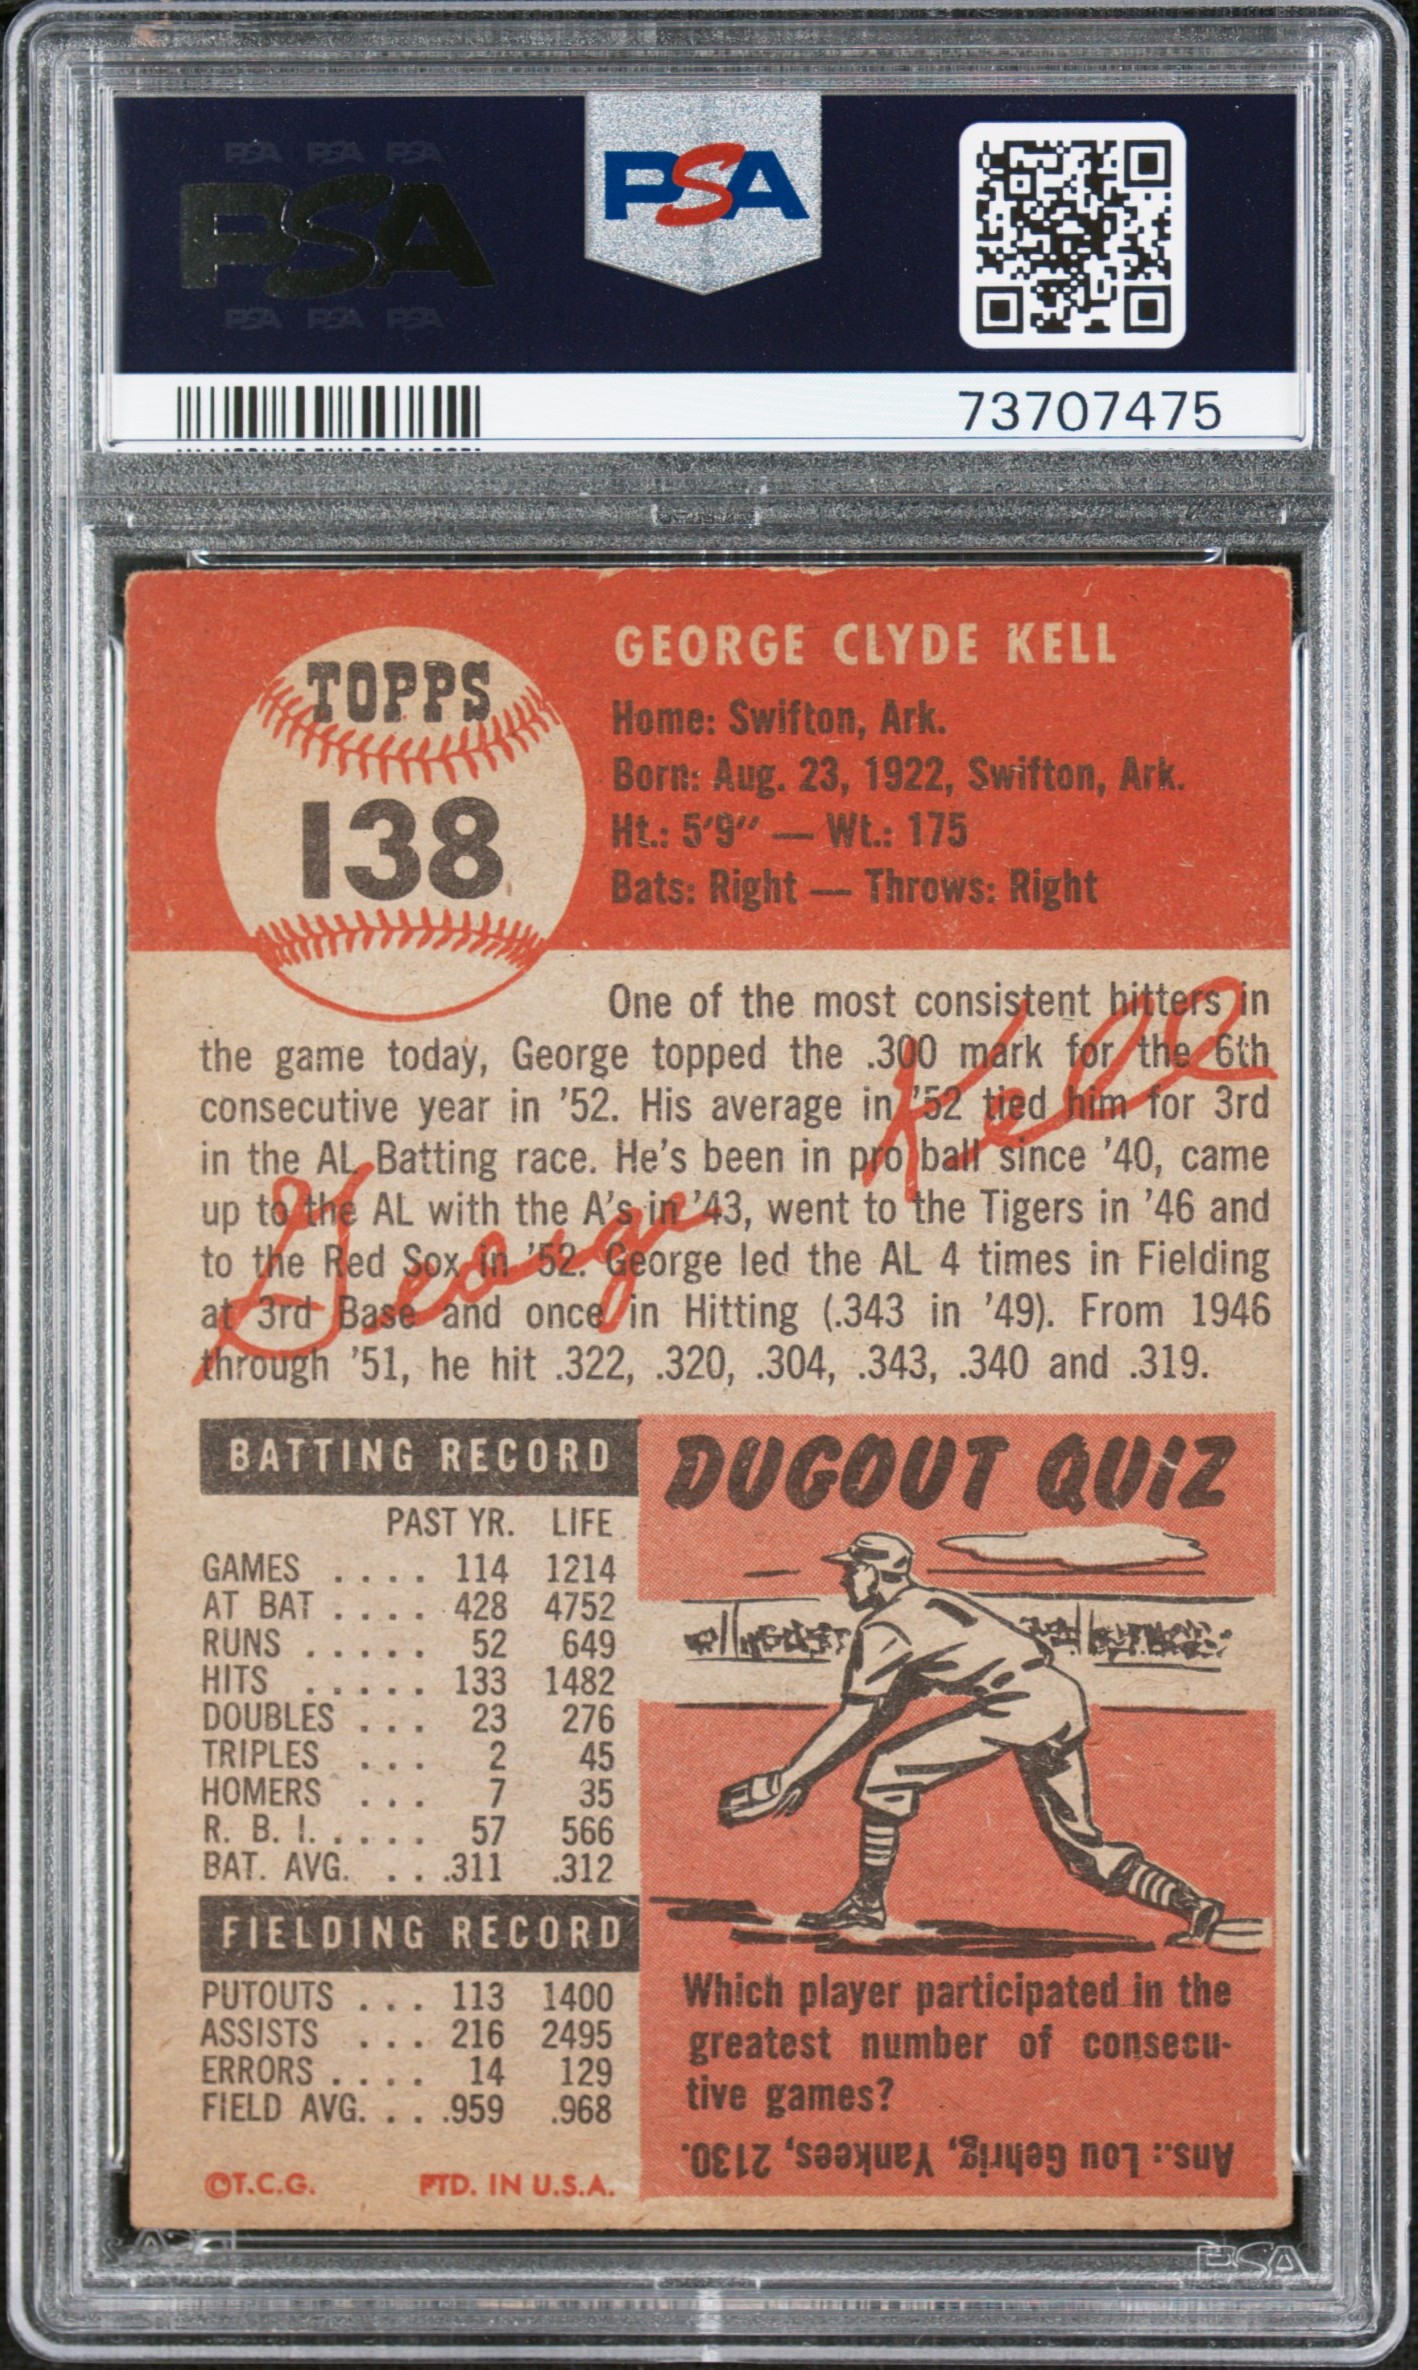 PSA PSA PSA
PSA
PSA PSA PSA
PSA
73707475
TOPPS
138
GEORGE CLYDE KELL
Home: Swifton, Ark.
Born: Aug. 23, 1922, Swifton, Ark.
Ht.: 5'9" — Wt.: 175
Bats: Right — Throws: Right
One of the most consistent hitters in
the game today, George topped the .300 mark for the 6th
consecutive year in '52. His average in '52 tied him for 3rd
in the AL Batting race. He's been in pro ball since '40, came
up to the AL with the A's in '43, went to the Tigers in '46 and
to the Red Sox in '52. George led the AL 4 times in Fielding
at 3rd Base and once in Hitting (.343 in '49). From 1946
through '51, he hit .322, .320, .304, .343, .340 and .319.
George Kell
BATTING RECORD
PAST YR. LIFE
GAMES .... 114 1214
AT BAT .... 428 4752
RUNS ..... 52 649
HITS ..... 133 1482
DOUBLES ... 23 276
TRIPLES ... 2 45
HOMERS ... 7 35
R. B. I. .... 57 566
BAT. AVG. .. .311 .312
FIELDING RECORD
PUTOUTS ... 113 1400
ASSISTS ... 216 2495
ERRORS .... 14 129
FIELD AVG. .. .959 .968
©T.C.G. PTD. IN U.S.A.
DUGOUT QUIZ
Which player participated in the
greatest number of consecu-
tive games?
Ans.: Lou Gehrig, Yankees, 2130.
PSA